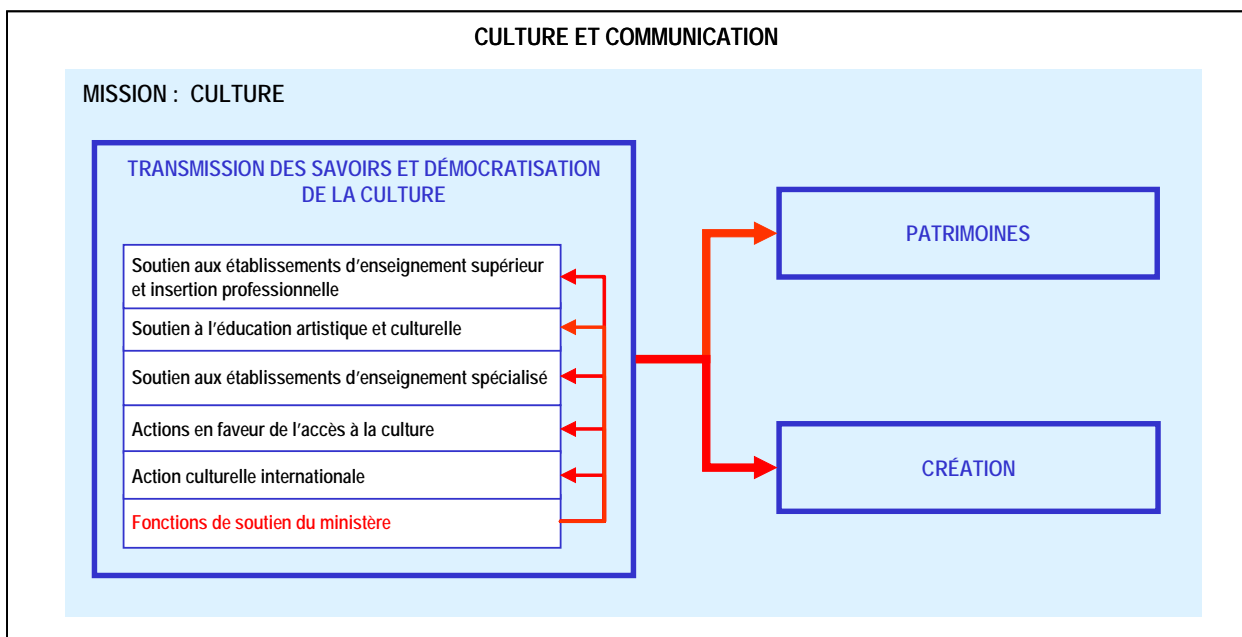 CULTURE ET COMMUNICATION
MISSION : CULTURE
TRANSMISSION DES SAVOIRS ET DÉMOCRATISATION
DE LA CULTURE
Soutien aux établissements d’enseignement supérieur
et insertion professionnelle
Soutien à l’éducation artistique et culturelle
Soutien aux établissements d’enseignement spécialisé
Actions en faveur de l’accès à la culture
Action culturelle internationale
Fonctions de soutien du ministère
PATRIMOINES
CRÉATION